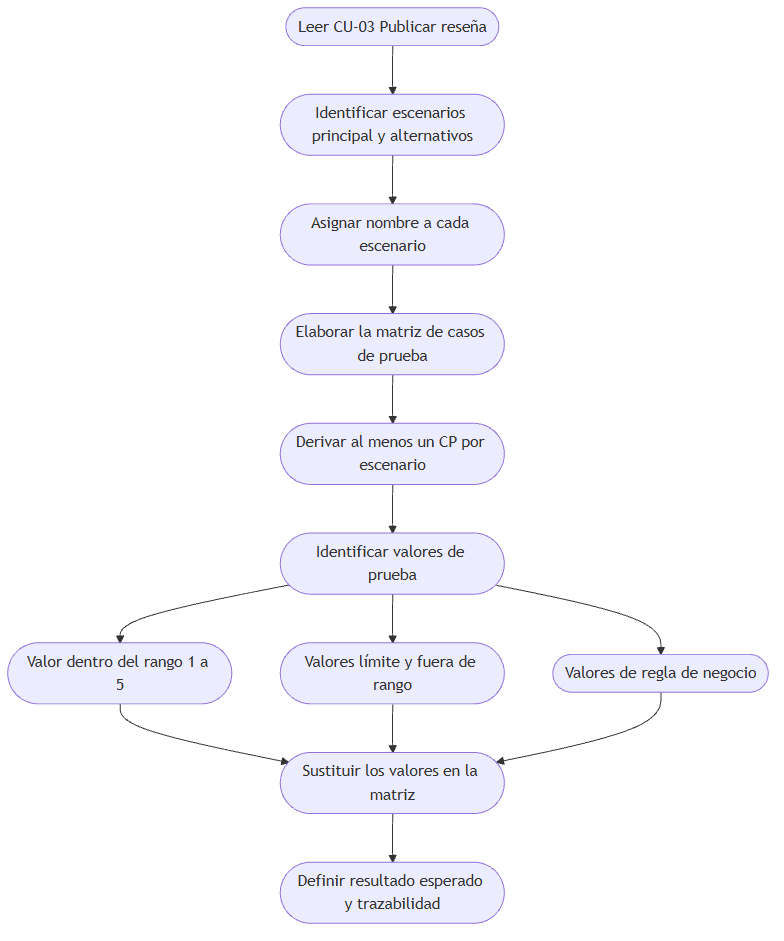 Leer CU-03 Publicar reseña
Identificar escenarios
principal y alternativos
Asignar nombre a cada
escenario
Elaborar la matriz de casos
de prueba
Derivar al menos un CP por
escenario
Identificar valores de
prueba
Valor dentro del rango 1 a
5
Valores límite y fuera de
rango
Valores de regla de negocio
Sustituir los valores en la
matriz
Definir resultado esperado
y trazabilidad